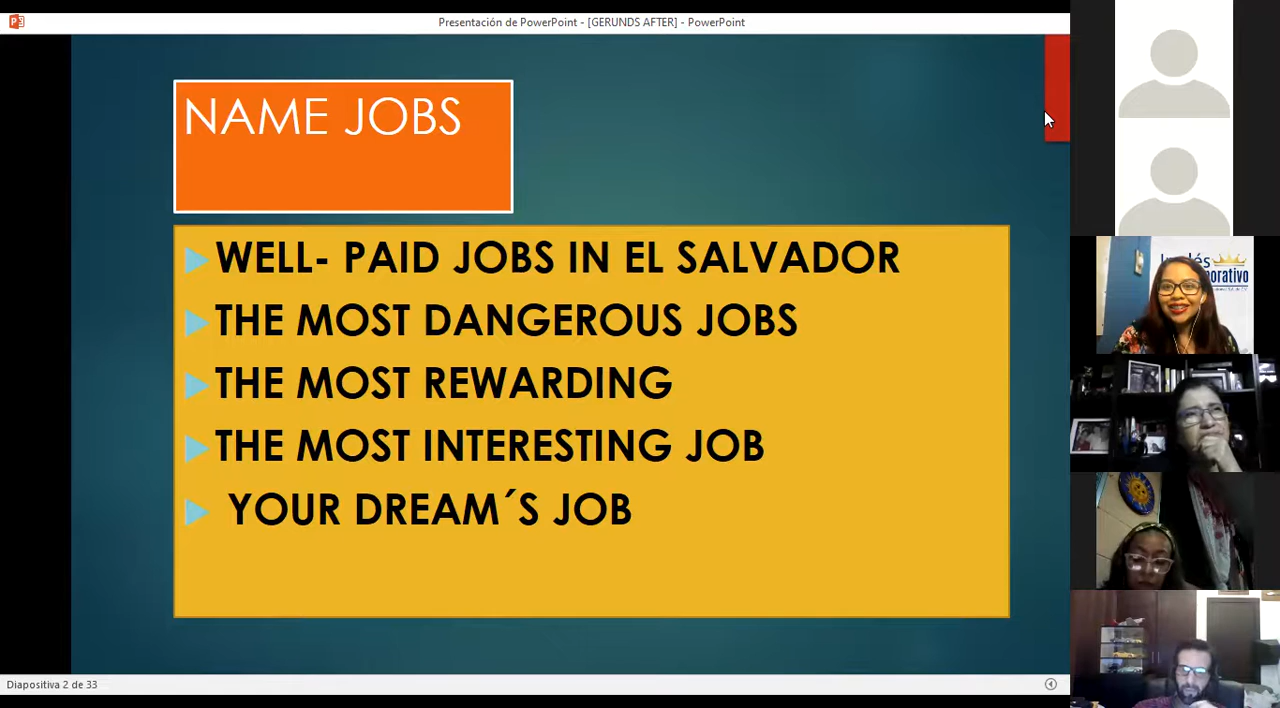 Presentación de PowerPoint - [GERUNDS AFTER] - PowerPoint
NAME JOBS
WELL- PAID JOBS IN EL SALVADOR
THE MOST DANGEROUS JOBS
THE MOST REWARDING
THE MOST INTERESTING JOB
YOUR DREAM´S JOB
Diapositiva 2 de 33